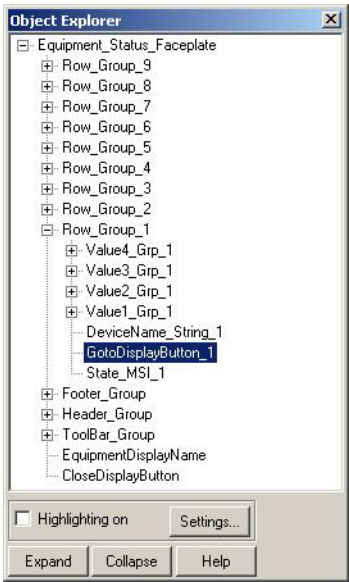 Object Explorer
Equipment_Status_Faceplate
Row_Group_9
Row_Group_8
Row_Group_7
Row_Group_6
Row_Group_5
Row_Group_4
Row_Group_3
Row_Group_2
Row_Group_1
Value4_Grp_1
Value3_Grp_1
Value2_Grp_1
Value1_Grp_1
DeviceName_String_1
GotoDisplayButton_1
State_MSI_1
Footer_Group
Header_Group
ToolBar_Group
EquipmentDisplayName
CloseDisplayButton
Highlighting on Settings...
Expand Collapse Help